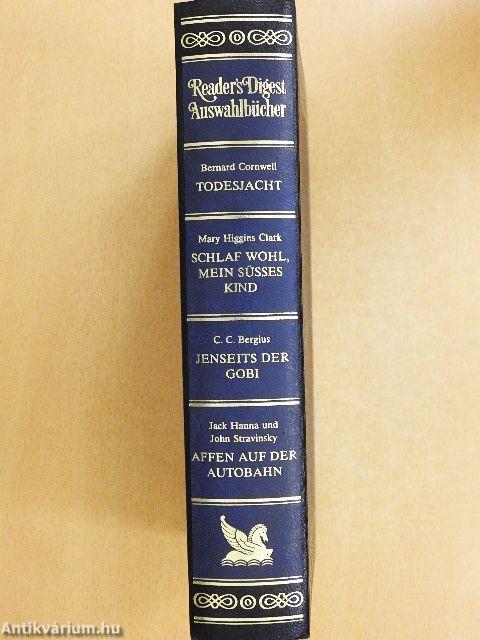 Reader's Digest
Auswahlbücher
Bernard Cornwell
TODESJACHT
Mary Higgins Clark
SCHLAF WOHL,
MEIN SÜSSES
KIND
C. C. Bergius
JENSEITS DER
GOBI
Jack Hanna und
John Stravinsky
AFFEN AUF DER
AUTOBAHN
Antikvárium.hu